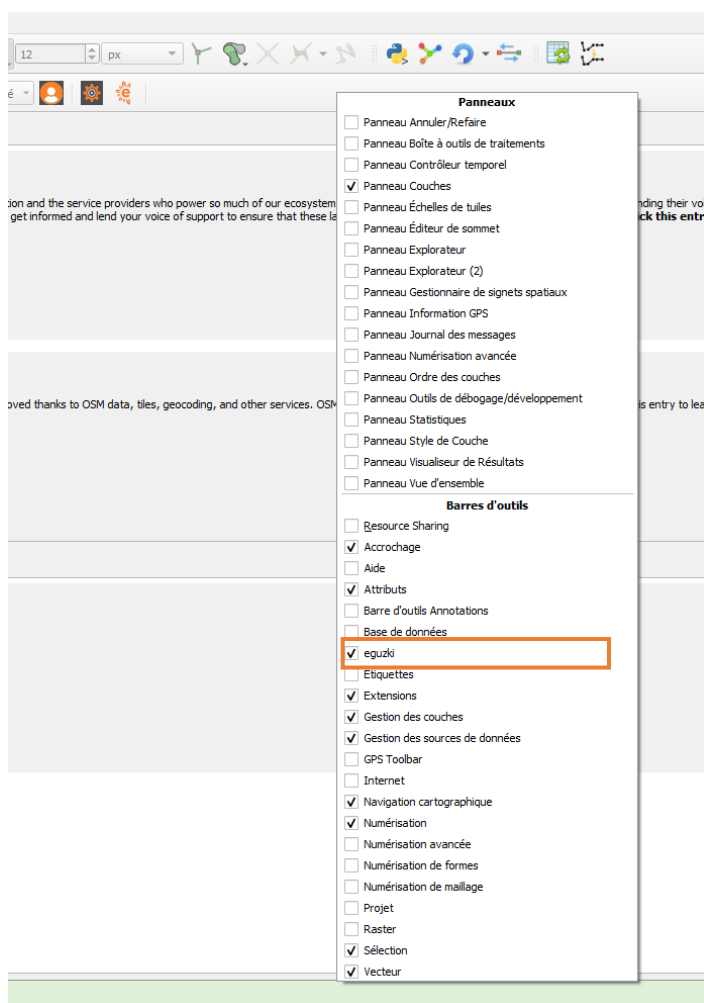 12
px
é
Panneaux
Panneau Annuler/Refaire
Panneau Boîte à outils de traitements
Panneau Contrôleur temporel
Panneau Couches
Panneau Échelles de tuiles
Panneau Éditeur de sommet
Panneau Explorateur
Panneau Explorateur (2)
Panneau Gestionnaire de signets spatiaux
Panneau Information GPS
Panneau Journal des messages
Panneau Numérisation avancée
Panneau Ordre des couches
Panneau Outils de débogage/développement
Panneau Statistiques
Panneau Style de Couche
Panneau Visualiseur de Résultats
Panneau Vue d'ensemble
Barres d'outils
Resource Sharing
Accrochage
Aide
Attributs
Barre d'outils Annotations
Base de données
eguzki
Etiquettes
Extensions
Gestion des couches
Gestion des sources de données
GPS Toolbar
Internet
Navigation cartographique
Numérisation
Numérisation avancée
Numérisation de formes
Numérisation de maillage
Projet
Raster
Sélection
Vecteur
tion and the service providers who power so much of our ecosystem
nding their vo
get informed and lend your voice of support to ensure that these la
ck this entr
oved thanks to OSM data, tiles, geocoding, and other services. OSM
is entry to lea